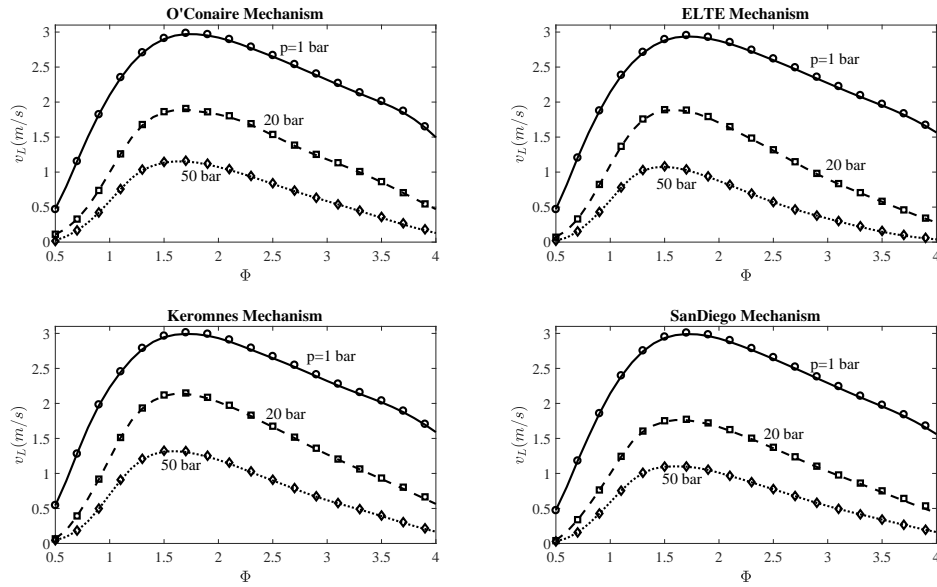 O'Conaire Mechanism
3
2.5
2
1.5
1
0.5
0
v_L(m/s)
p=1 bar
20 bar
50 bar
0.5 1 1.5 2 2.5 3 3.5 4
Φ
ELTE Mechanism
3
2.5
2
1.5
1
0.5
0
v_L(m/s)
p=1 bar
20 bar
50 bar
0.5 1 1.5 2 2.5 3 3.5 4
Φ
Keromnes Mechanism
3
2.5
2
1.5
1
0.5
0
v_L(m/s)
p=1 bar
20 bar
50 bar
0.5 1 1.5 2 2.5 3 3.5 4
Φ
SanDiego Mechanism
3
2.5
2
1.5
1
0.5
0
v_L(m/s)
p=1 bar
20 bar
50 bar
0.5 1 1.5 2 2.5 3 3.5 4
Φ